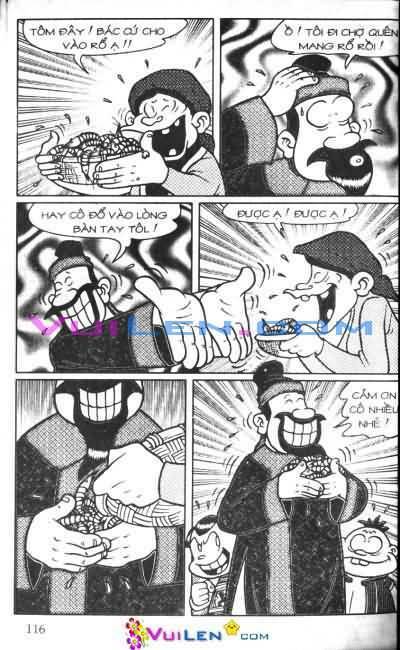 TÔM ĐÂY! BÁC CỨ CHO
VÀO RỔ Ạ!!
Ồ! TÔI ĐI CHỢ QUÊN
MANG RỔ RỒI!
HAY CÔ ĐỔ VÀO LÒNG
BÀN TAY TÔI!
ĐƯỢC Ạ! ĐƯỢC Ạ!
VUILEN.COM
CẢM ƠN
CÔ NHIỀU
NHÉ!
116
VUILEN.COM